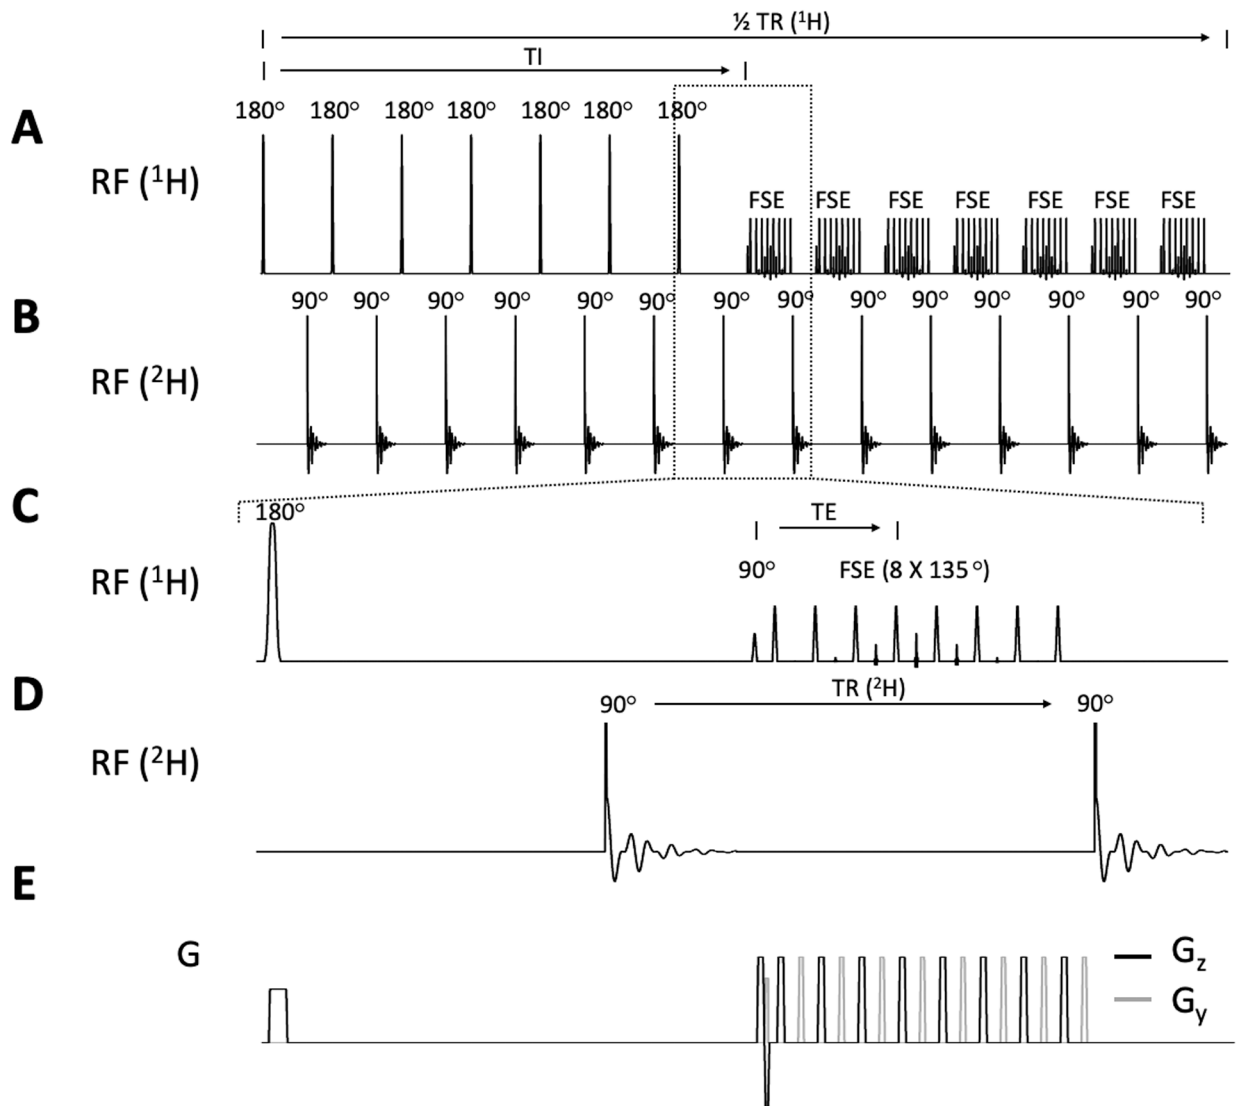 ½ TR (¹H)
TI
180° 180° 180° 180° 180° 180° 180°
A
RF (¹H)
FSE FSE FSE FSE FSE FSE FSE
90° 90° 90° 90° 90° 90° 90° 90° 90° 90° 90° 90° 90° 90°
B
RF (²H)
C
180°
TE
90° FSE (8 X 135°)
RF (¹H)
D
TR (²H)
90° 90°
RF (²H)
E
G
Gz
Gy